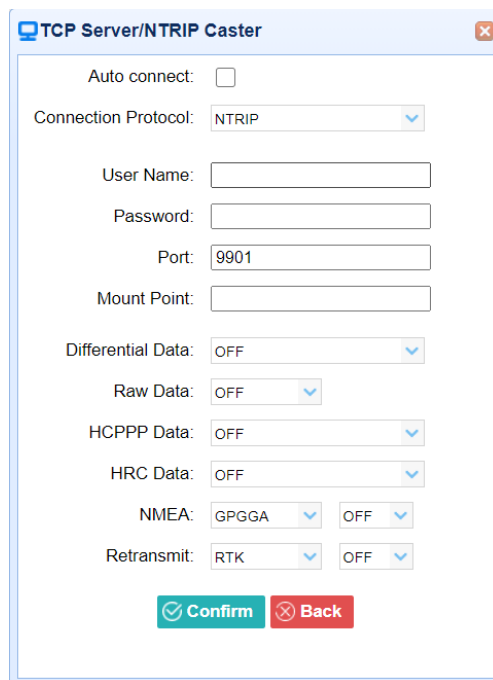 TCP Server/NTRIP Caster
Auto connect:
Connection Protocol: NTRIP
User Name:
Password:
Port: 9901
Mount Point:
Differential Data: OFF
Raw Data: OFF
HCPPP Data: OFF
HRC Data: OFF
NMEA: GPGGA OFF
Retransmit: RTK OFF
Confirm Back